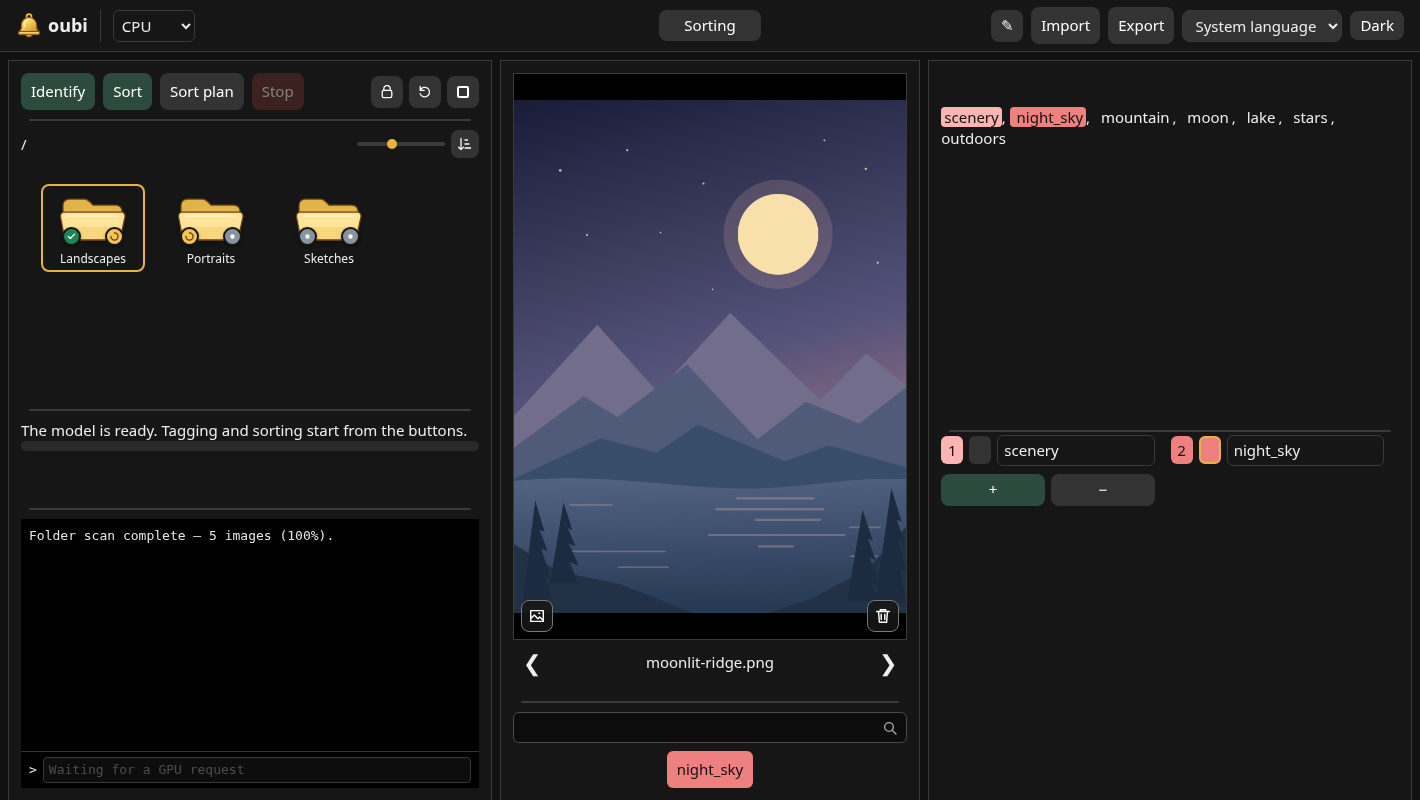 oubi
CPU
Sorting
✎
Import
Export
System language
Dark
Identify
Sort
Sort plan
Stop
/
Landscapes
Portraits
Sketches
The model is ready. Tagging and sorting start from the buttons.
Folder scan complete — 5 images (100%).
> Waiting for a GPU request
❮
moonlit-ridge.png
❯
night_sky
scenery, night_sky, mountain, moon, lake, stars,
outdoors
1
scenery
2
night_sky
+
−